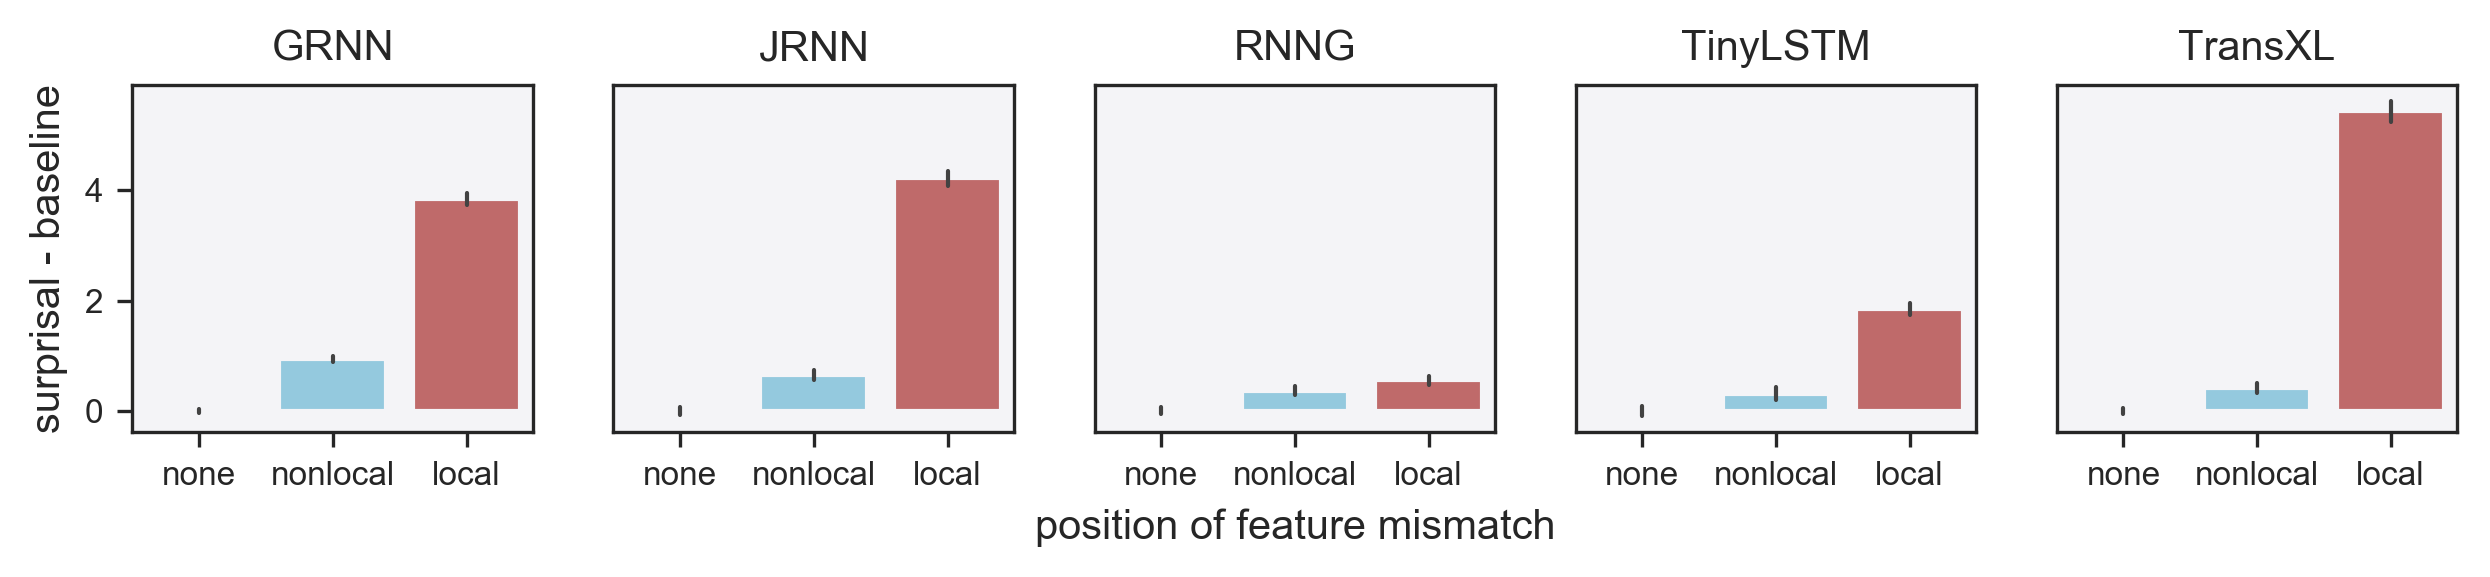 GRNN JRNN RNNG TinyLSTM TransXL
surprisal - baseline
4
2
0
none nonlocal local none nonlocal local none nonlocal local none nonlocal local none nonlocal local
position of feature mismatch